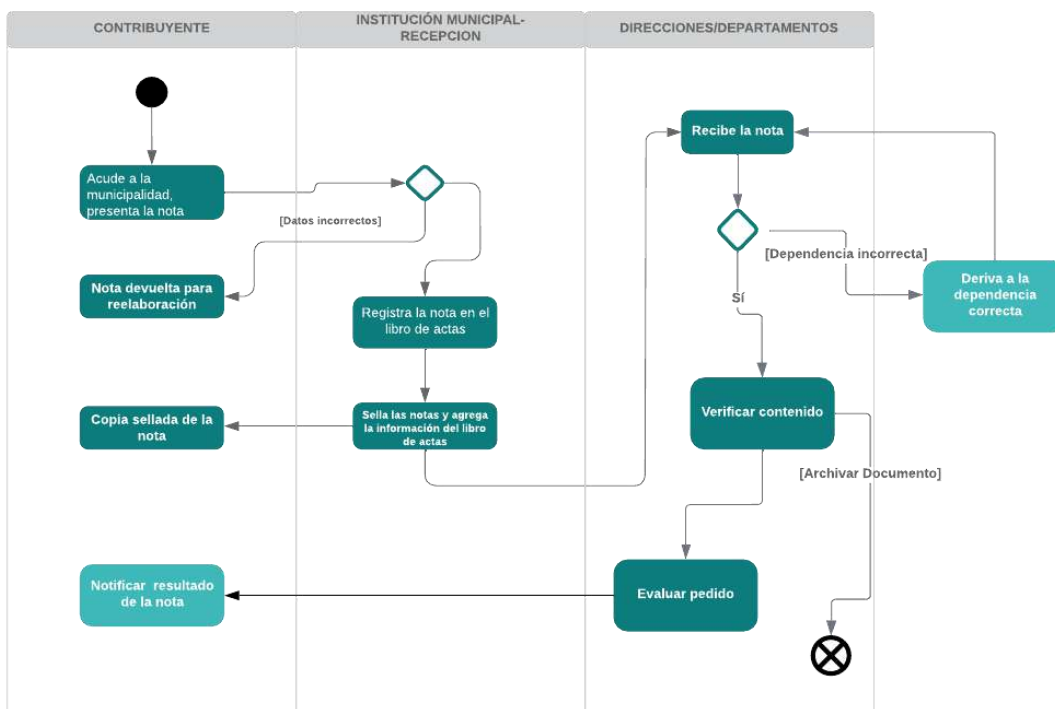 CONTRIBUYENTE
INSTITUCIÓN MUNICIPAL-
RECEPCION
DIRECCIONES/DEPARTAMENTOS
Recibe la nota
Acude a la
municipalidad,
presenta la nota
[Datos incorrectos]
[Dependencia incorrecta]
Nota devuelta para
reelaboración
Registra la nota en el
libro de actas
Sí
Deriva a la
dependencia
correcta
Copia sellada de la
nota
Sella las notas y agrega
la información del libro
de actas
Verificar contenido
[Archivar Documento]
Notificar resultado
de la nota
Evaluar pedido